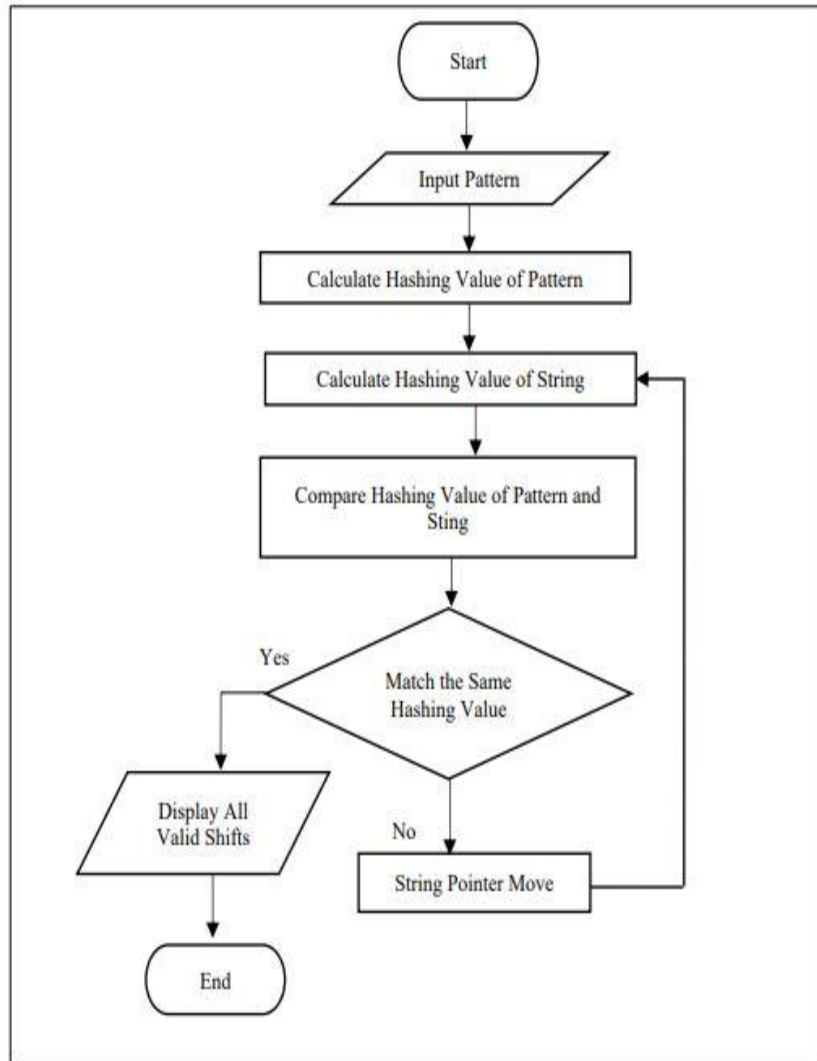 Start
Input Pattern
Calculate Hashing Value of Pattern
Calculate Hashing Value of String
Compare Hashing Value of Pattern and
Sting
Yes
Match the Same
Hashing Value
Display All
Valid Shifts
No
String Pointer Move
End